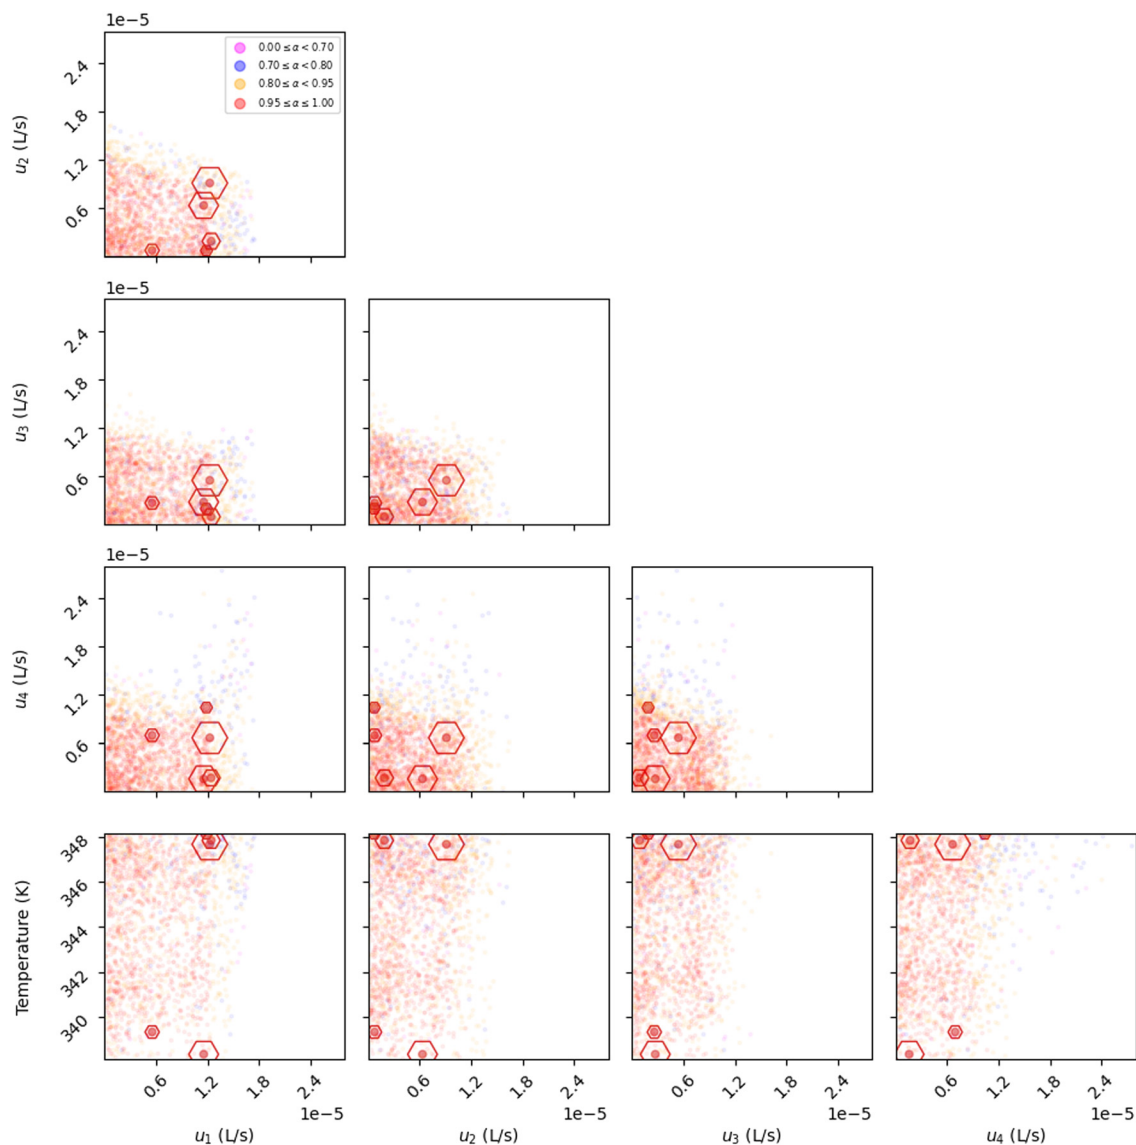 1e−5
2.4
1.8
1.2
0.6
u₂ (L/s)
0.00 ≤ α < 0.70
0.70 ≤ α < 0.80
0.80 ≤ α < 0.95
0.95 ≤ α ≤ 1.00
1e−5
2.4
1.8
1.2
0.6
u₃ (L/s)
1e−5
2.4
1.8
1.2
0.6
u₄ (L/s)
348
346
344
342
340
Temperature (K)
0.6 1.2 1.8 2.4 0.6 1.2 1.8 2.4 0.6 1.2 1.8 2.4 0.6 1.2 1.8 2.4
1e−5 1e−5 1e−5 1e−5
u₁ (L/s) u₂ (L/s) u₃ (L/s) u₄ (L/s)